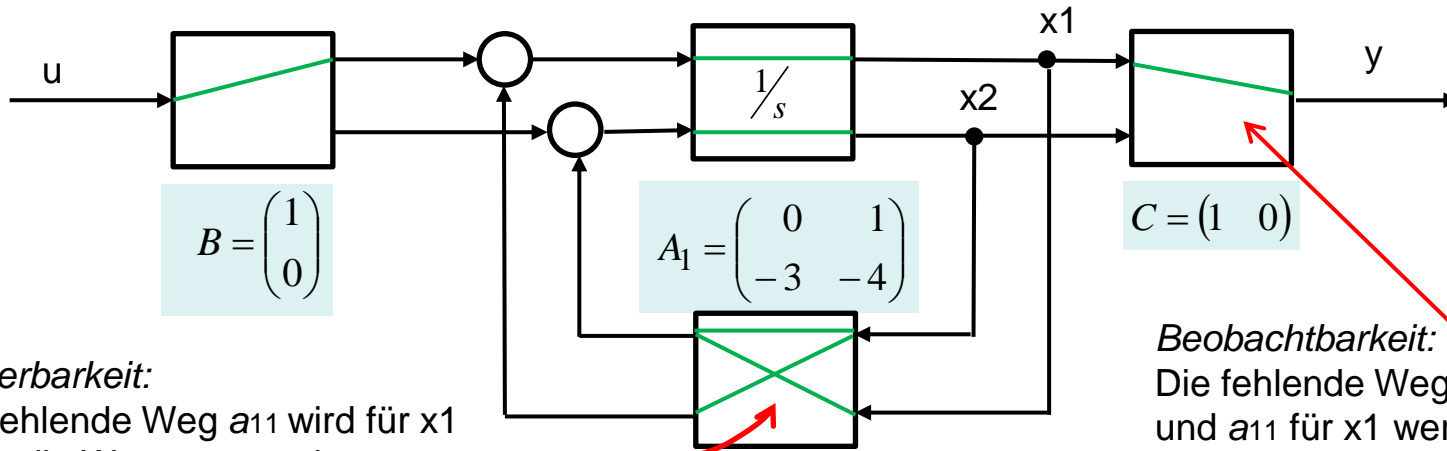 u
x1
x2
y
1/s
B = (1 0)
A1 = (0 1 −3 −4)
C = (1 0)
erbarkeit:
ehlende Weg a11 wird für x1
Beobachtbarkeit:
Die fehlende Weg
und a11 für x1 wer